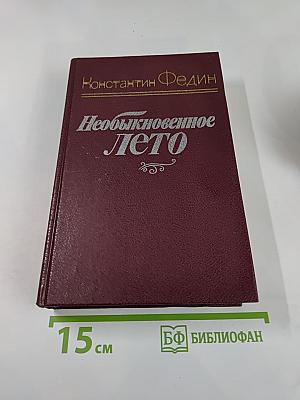 Константин Федин
Необыкновенное
лето
15 см
БФ БИБЛИОФАН